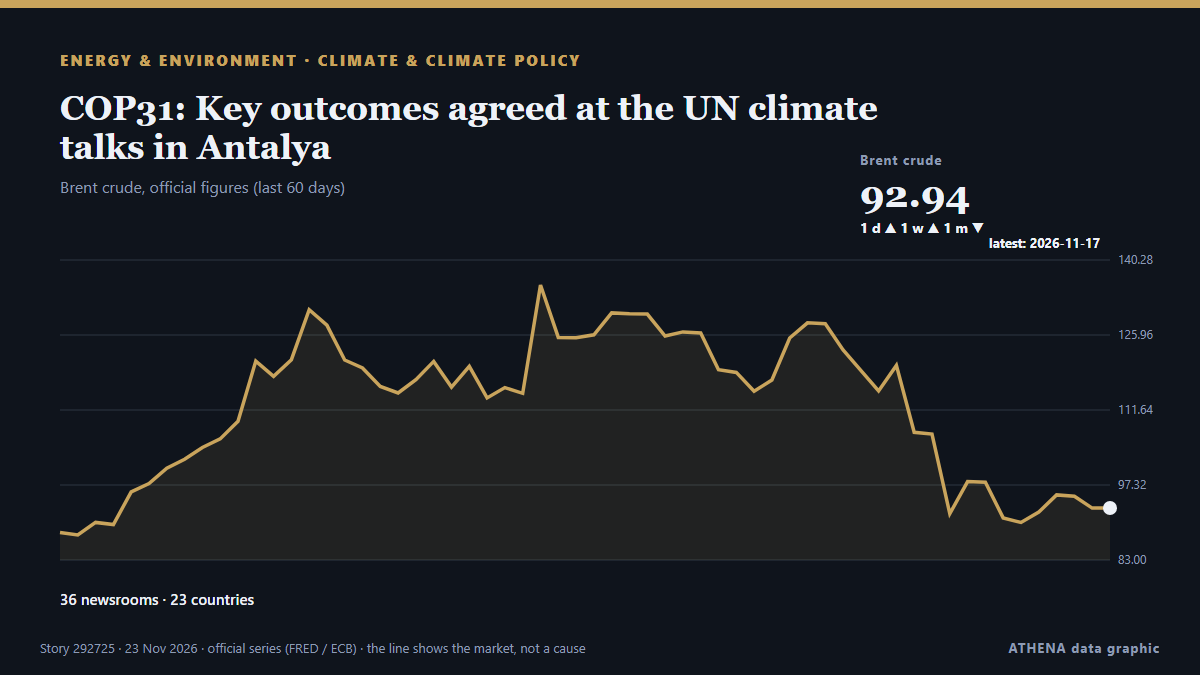 ENERGY & ENVIRONMENT · CLIMATE & CLIMATE POLICY
COP31: Key outcomes agreed at the UN climate
talks in Antalya
Brent crude, official figures (last 60 days)
Brent crude
92.94
1 d ▲ 1 w ▲ 1 m ▼
latest: 2026-11-17
140.28
125.96
111.64
97.32
83.00
36 newsrooms · 23 countries
Story 292725 · 23 Nov 2026 · official series (FRED / ECB) · the line shows the market, not a cause
ATHENA data graphic